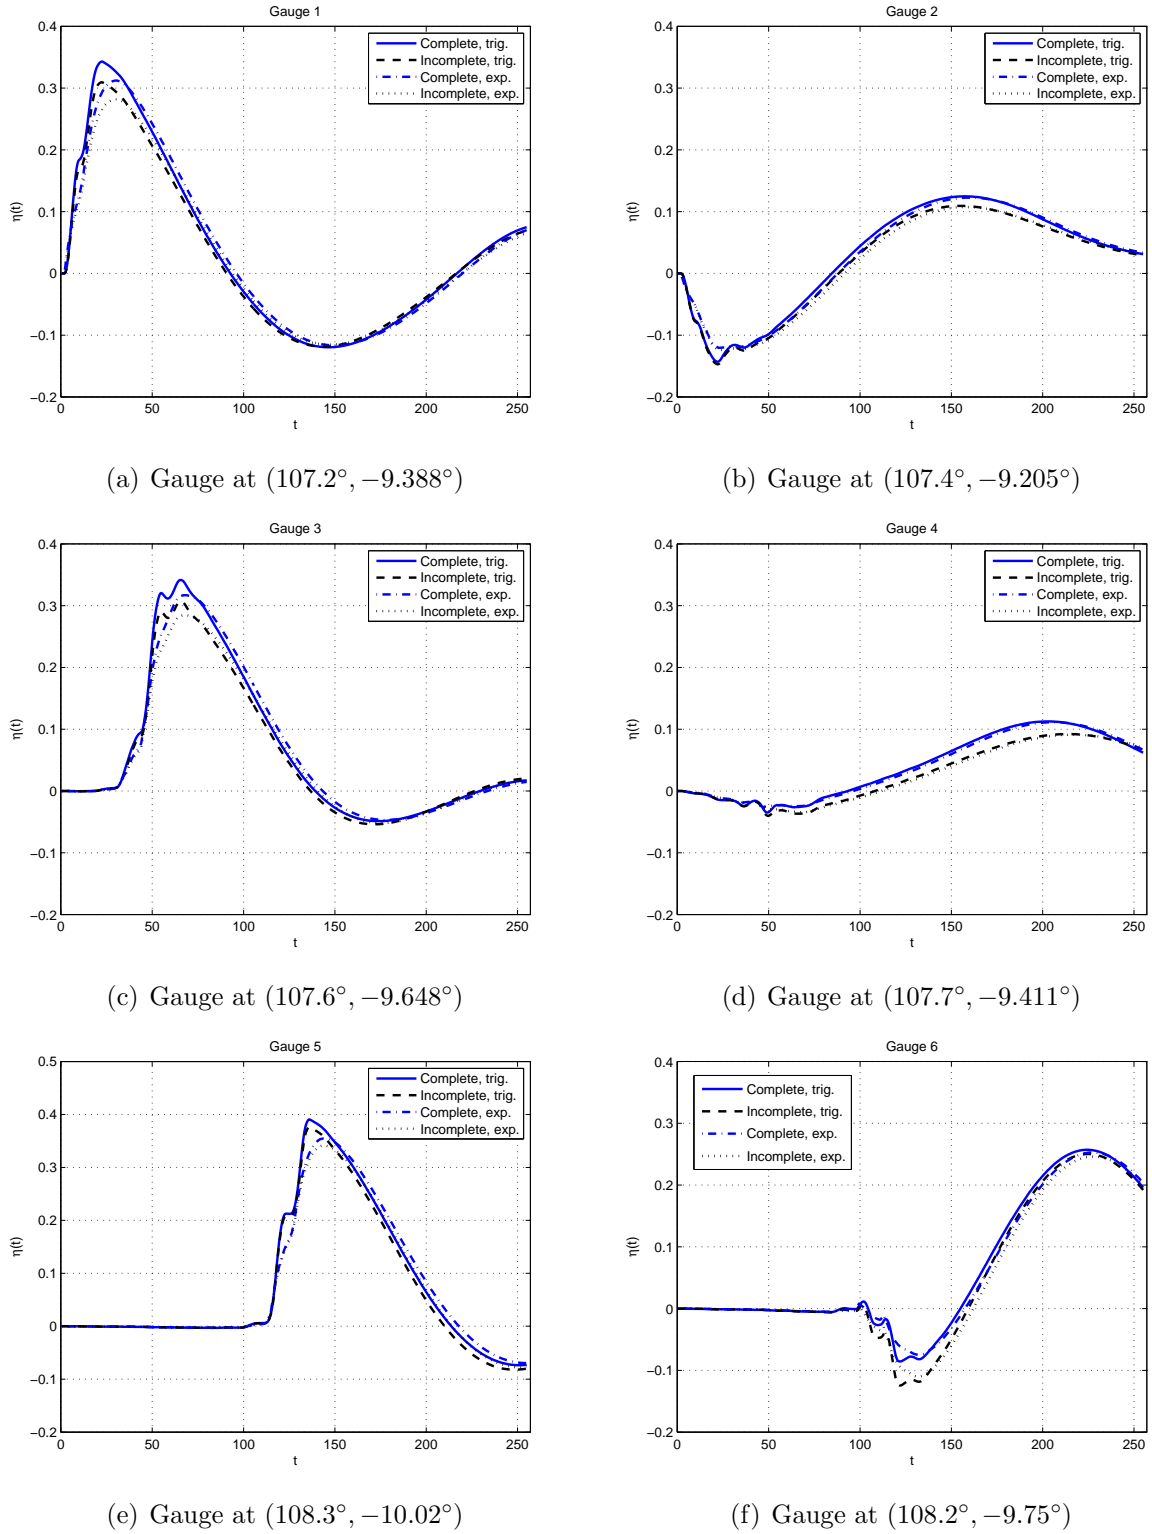 Gauge 1
0.4
0.3
0.2
0.1
0
−0.1
−0.2
η(t)
0 50 100 150 200 250
t
Complete, trig.
Incomplete, trig.
Complete, exp.
Incomplete, exp.
(a) Gauge at (107.2°, −9.388°)
Gauge 2
0.4
0.3
0.2
0.1
0
−0.1
−0.2
η(t)
0 50 100 150 200 250
t
Complete, trig.
Incomplete, trig.
Complete, exp.
Incomplete, exp.
(b) Gauge at (107.4°, −9.205°)
Gauge 3
0.4
0.3
0.2
0.1
0
−0.1
−0.2
η(t)
0 50 100 150 200 250
t
Complete, trig.
Incomplete, trig.
Complete, exp.
Incomplete, exp.
(c) Gauge at (107.6°, −9.648°)
Gauge 4
0.4
0.3
0.2
0.1
0
−0.1
−0.2
η(t)
0 50 100 150 200 250
t
Complete, trig.
Incomplete, trig.
Complete, exp.
Incomplete, exp.
(d) Gauge at (107.7°, −9.411°)
Gauge 5
0.5
0.4
0.3
0.2
0.1
0
−0.1
−0.2
η(t)
0 50 100 150 200 250
t
Complete, trig.
Incomplete, trig.
Complete, exp.
Incomplete, exp.
(e) Gauge at (108.3°, −10.02°)
Gauge 6
0.4
0.3
0.2
0.1
0
−0.1
−0.2
η(t)
0 50 100 150 200 250
t
Complete, trig.
Incomplete, trig.
Complete, exp.
Incomplete, exp.
(f) Gauge at (108.2°, −9.75°)